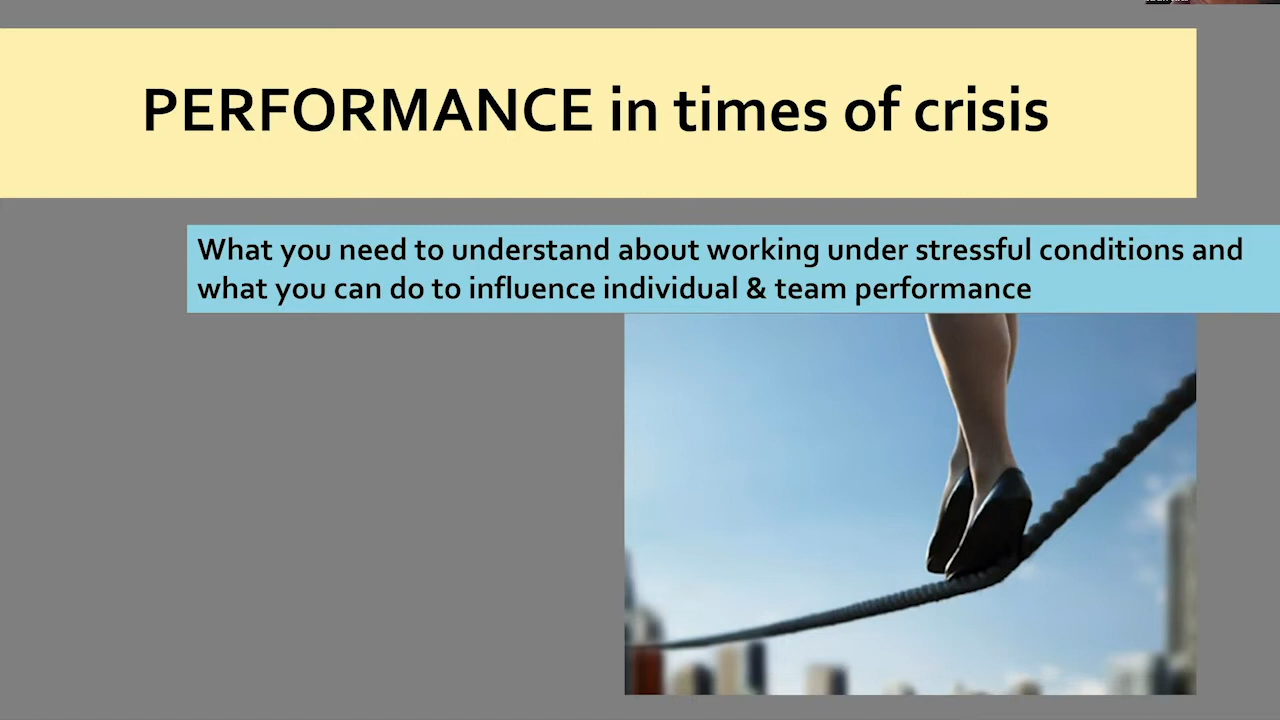 PERFORMANCE in times of crisis
What you need to understand about working under stressful conditions and
what you can do to influence individual & team performance